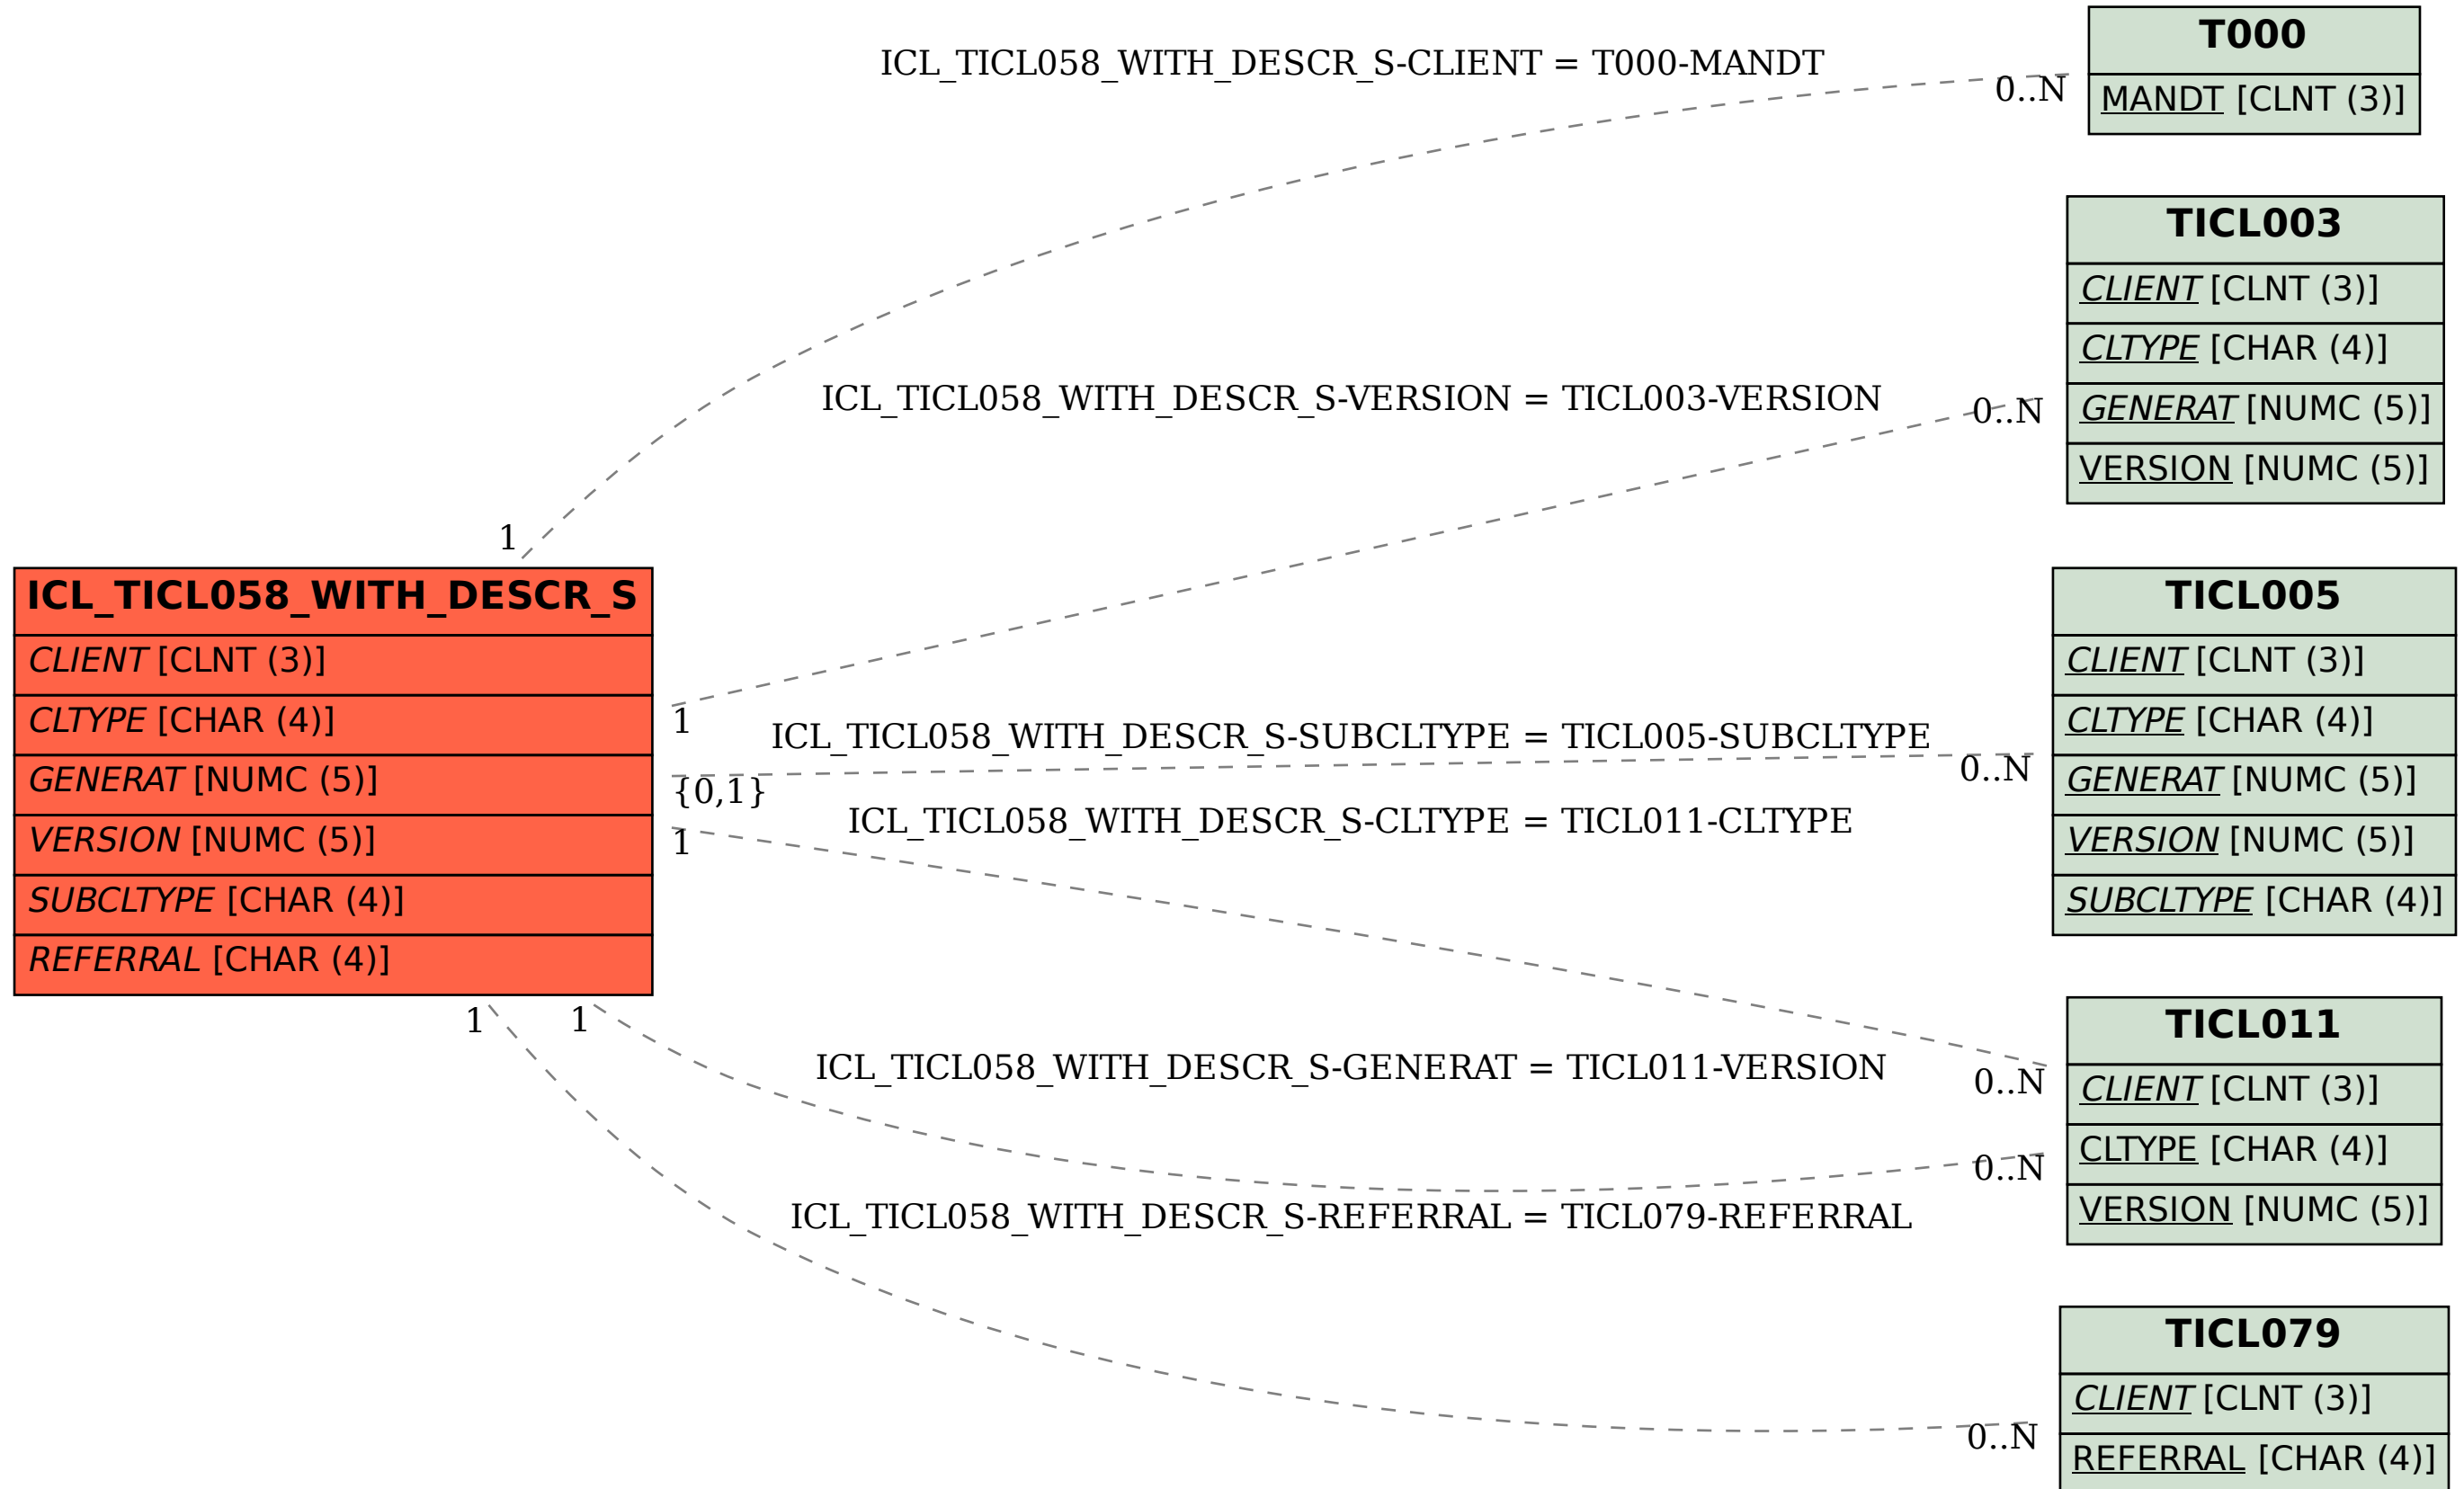 ICL_TICL058_WITH_DESCR_S
CLIENT [CLNT (3)]
CLTYPE [CHAR (4)]
GENERAT [NUMC (5)]
VERSION [NUMC (5)]
SUBCLTYPE [CHAR (4)]
REFERRAL [CHAR (4)]
ICL_TICL058_WITH_DESCR_S-CLIENT = T000-MANDT
1
0..N
ICL_TICL058_WITH_DESCR_S-VERSION = TICL003-VERSION
1
0..N
ICL_TICL058_WITH_DESCR_S-SUBCLTYPE = TICL005-SUBCLTYPE
{0,1}
0..N
ICL_TICL058_WITH_DESCR_S-CLTYPE = TICL011-CLTYPE
1
0..N
ICL_TICL058_WITH_DESCR_S-GENERAT = TICL011-VERSION
1
0..N
ICL_TICL058_WITH_DESCR_S-REFERRAL = TICL079-REFERRAL
1
0..N
T000
MANDT [CLNT (3)]
TICL003
CLIENT [CLNT (3)]
CLTYPE [CHAR (4)]
GENERAT [NUMC (5)]
VERSION [NUMC (5)]
TICL005
CLIENT [CLNT (3)]
CLTYPE [CHAR (4)]
GENERAT [NUMC (5)]
VERSION [NUMC (5)]
SUBCLTYPE [CHAR (4)]
TICL011
CLIENT [CLNT (3)]
CLTYPE [CHAR (4)]
VERSION [NUMC (5)]
TICL079
CLIENT [CLNT (3)]
REFERRAL [CHAR (4)]